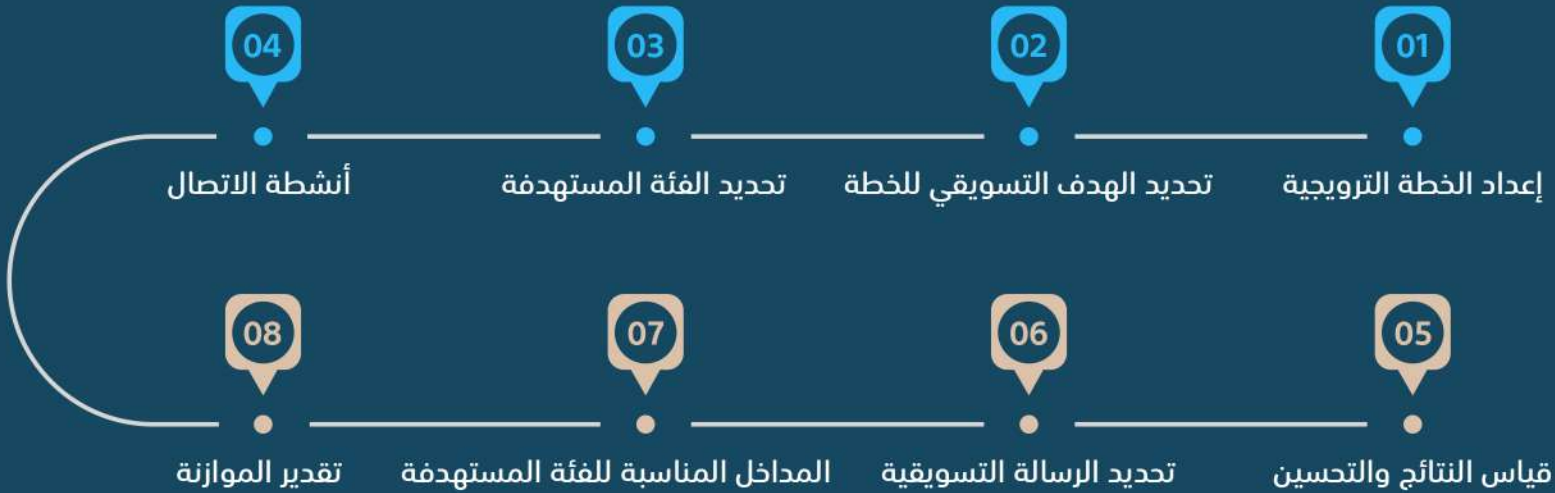 01
إعداد الخطة الترويجية
02
تحديد الهدف التسويقي للخطة
03
تحديد الفئة المستهدفة
04
أنشطة الاتصال
05
قياس النتائج والتحسين
06
تحديد الرسالة التسويقية
07
المداخل المناسبة للفئة المستهدفة
08
تقدير الموازنة